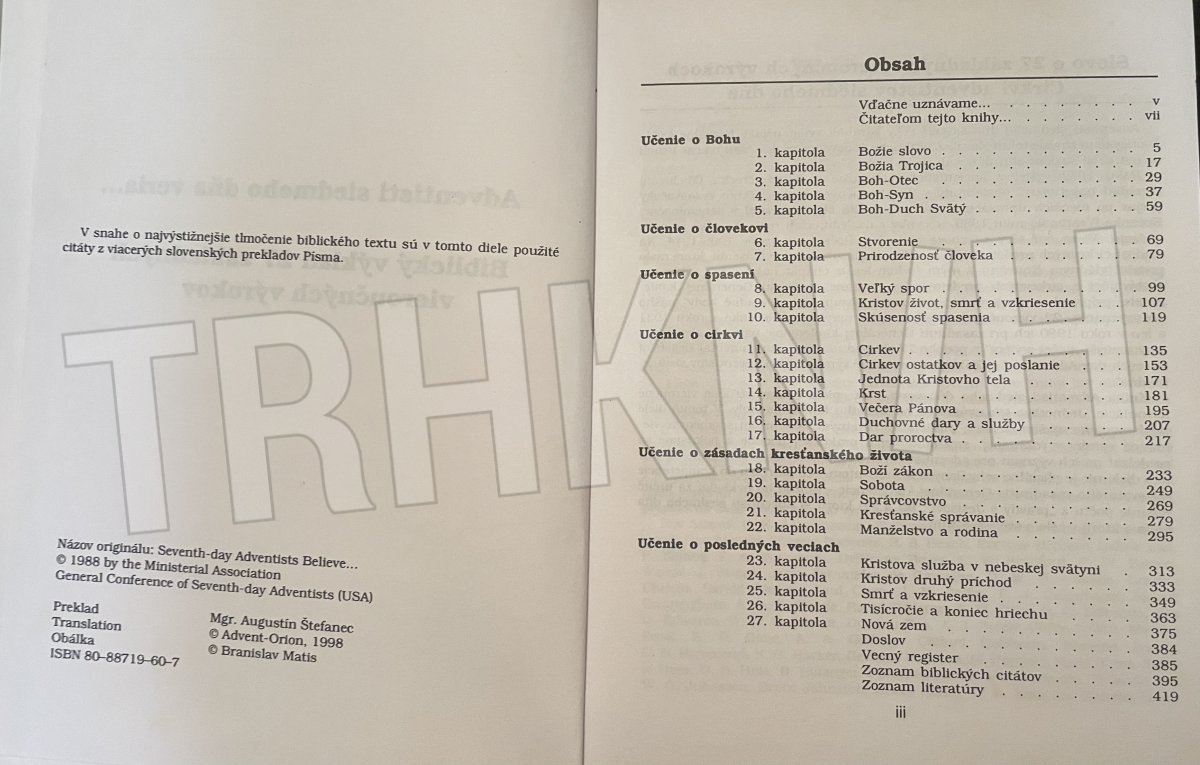 V snahe o najvýstižnejšie tlmočenie biblického textu sú v tomto diele použité
citáty z viacerých slovenských prekladov Písma.
Názov originálu: Seventh-day Adventists Believe...
© 1988 by the Ministerial Association
General Conference of Seventh-day Adventists (USA)
Preklad Mgr. Augustín Štefanec
Translation © Advent-Orion, 1998
Obálka © Branislav Matis
ISBN 80-88719-60-7
Obsah
Vďačne uznávame... v
Čitateľom tejto knihy... vii
Učenie o Bohu
1. kapitola Božie slovo 5
2. kapitola Božia Trojica 17
3. kapitola Boh-Otec 29
4. kapitola Boh-Syn 37
5. kapitola Boh-Duch Svätý 59
Učenie o človekovi
6. kapitola Stvorenie 69
7. kapitola Prirodzenosť človeka 79
Učenie o spasení
8. kapitola Veľký spor 99
9. kapitola Kristov život, smrť a vzkriesenie 107
10. kapitola Skúsenosť spasenia 119
Učenie o cirkvi
11. kapitola Cirkev 135
12. kapitola Cirkev ostatkov a jej poslanie 153
13. kapitola Jednota Kristovho tela 171
14. kapitola Krst 181
15. kapitola Večera Pánova 195
16. kapitola Duchovné dary a služby 207
17. kapitola Dar proroctva 217
Učenie o zásadach kresťanského života
18. kapitola Boží zákon 233
19. kapitola Sobota 249
20. kapitola Správcovstvo 269
21. kapitola Kresťanské správanie 279
22. kapitola Manželstvo a rodina 295
Učenie o posledných veciach
23. kapitola Kristova služba v nebeskej svätyni 313
24. kapitola Kristov druhý príchod 333
25. kapitola Smrť a vzkriesenie 349
26. kapitola Tisícročie a koniec hriechu 363
27. kapitola Nová zem 375
Doslov 384
Vecný register 385
Zoznam biblických citátov 395
Zoznam literatúry 419
iii
TRHKNIH